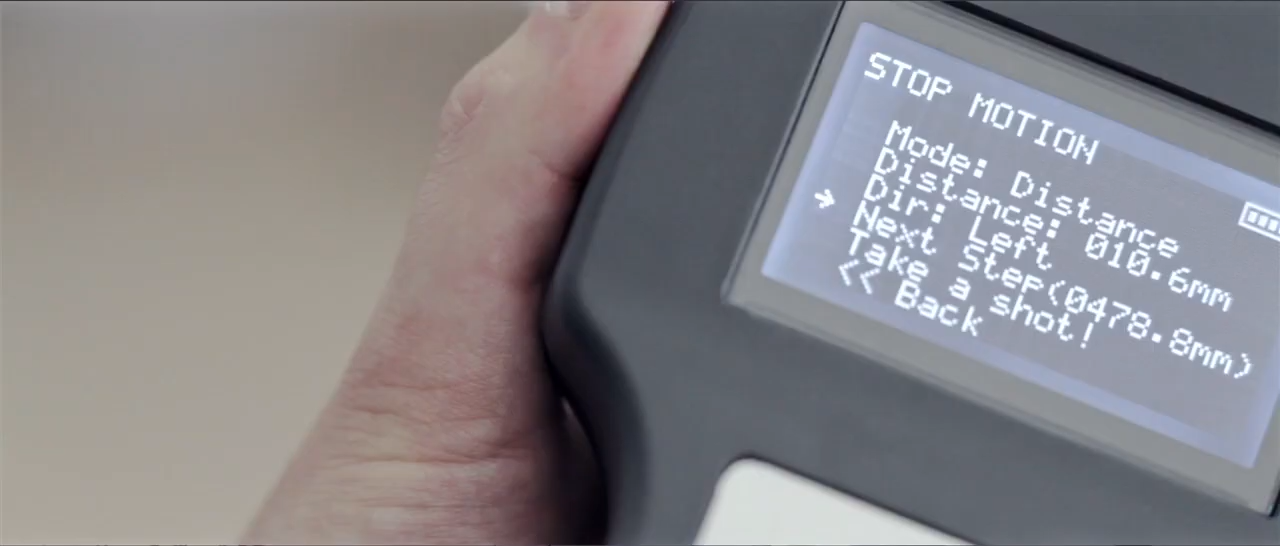 STOP MOTION
Mode: Distance
Distance: 010.6mm
→ Dir: Left
Next Step(0478.8mm)
Take a shot!
<< Back